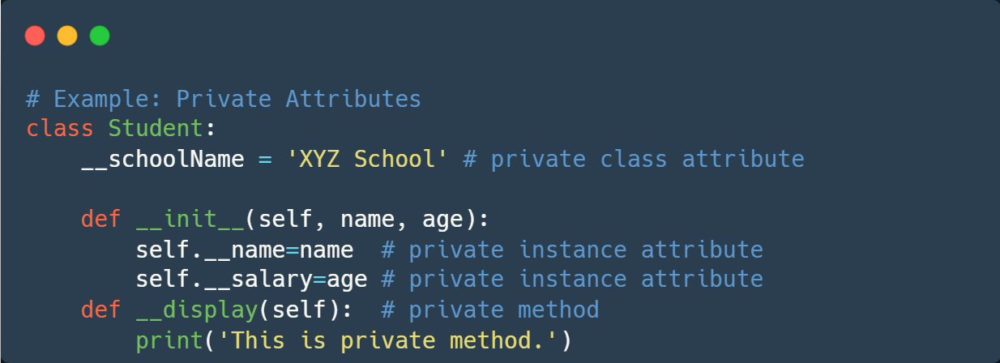 # Example: Private Attributes
class Student:
    __schoolName = 'XYZ School' # private class attribute

    def __init__(self, name, age):
        self.__name=name  # private instance attribute
        self.__salary=age # private instance attribute
    def __display(self):  # private method
        print('This is private method.')